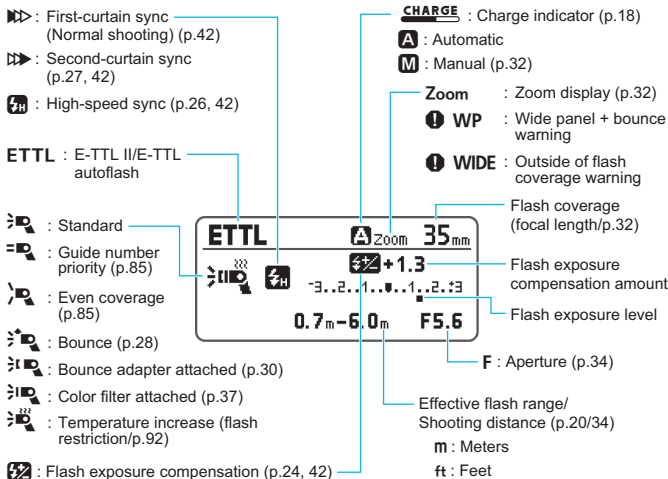 : First-curtain sync
(Normal shooting) (p.42)
: Second-curtain sync
(p.27, 42)
: High-speed sync (p.26, 42)
ETTL : E-TTL II/E-TTL
autoflash
: Standard
: Guide number
priority (p.85)
: Even coverage
(p.85)
: Bounce (p.28)
: Bounce adapter attached (p.30)
: Color filter attached (p.37)
: Temperature increase (flash
restriction/p.92)
: Flash exposure compensation (p.24, 42)
CHARGE : Charge indicator (p.18)
A : Automatic
M : Manual (p.32)
Zoom : Zoom display (p.32)
WP : Wide panel + bounce
warning
WIDE : Outside of flash
coverage warning
Flash coverage
(focal length/p.32)
Flash exposure
compensation amount
Flash exposure level
F : Aperture (p.34)
Effective flash range/
Shooting distance (p.20/34)
m : Meters
ft : Feet
ETTL A Zoom 35mm
H +1.3
-3..2..1..0..1..2.:3
0.7m-6.0m F5.6